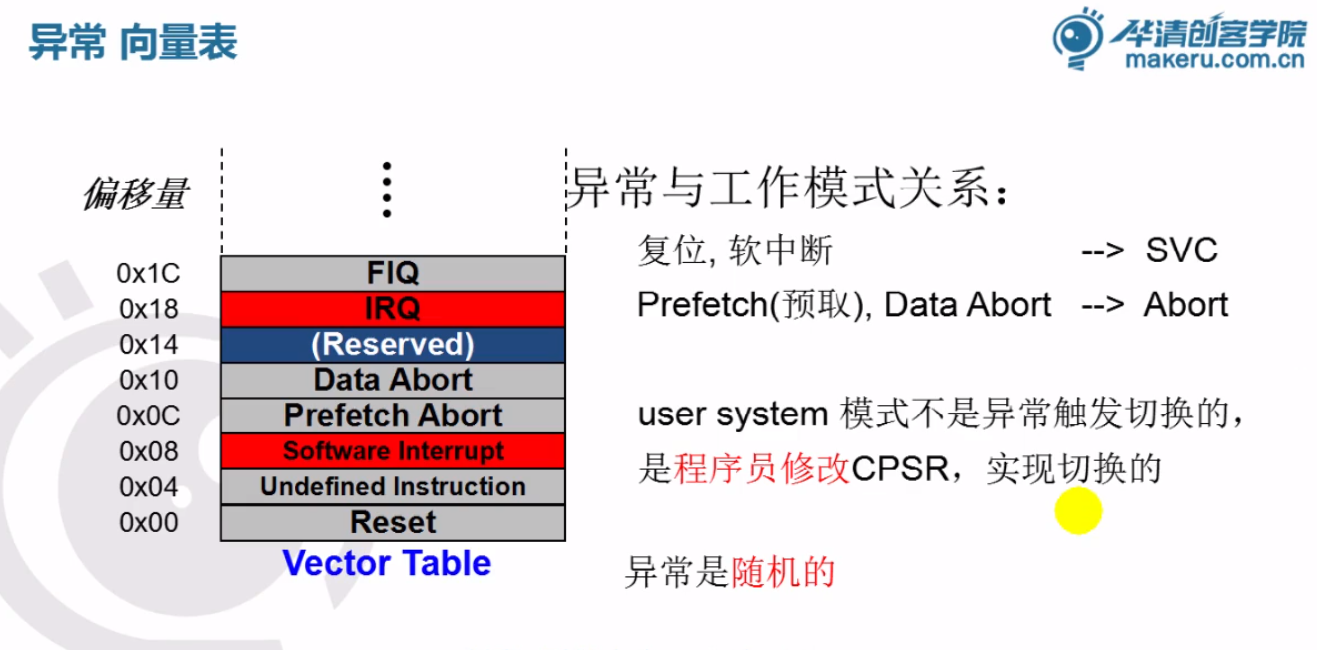 异常 向量表
华清创客学院
makeru.com.cn
偏移量
异常与工作模式关系：
复位, 软中断 --> SVC
Prefetch(预取), Data Abort --> Abort
user system 模式不是异常触发切换的，
是程序员修改CPSR，实现切换的
异常是随机的
0x1C FIQ
0x18 IRQ
0x14 (Reserved)
0x10 Data Abort
0x0C Prefetch Abort
0x08 Software Interrupt
0x04 Undefined Instruction
0x00 Reset
Vector Table